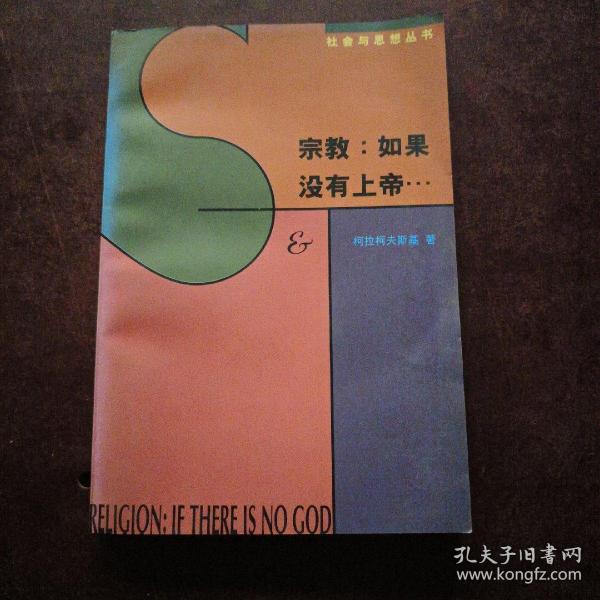 社会与思想丛书
宗教：如果
没有上帝…
&
柯拉柯夫斯基 著
RELIGION: IF THERE IS NO GOD
孔夫子旧书网
www.kongfz.com